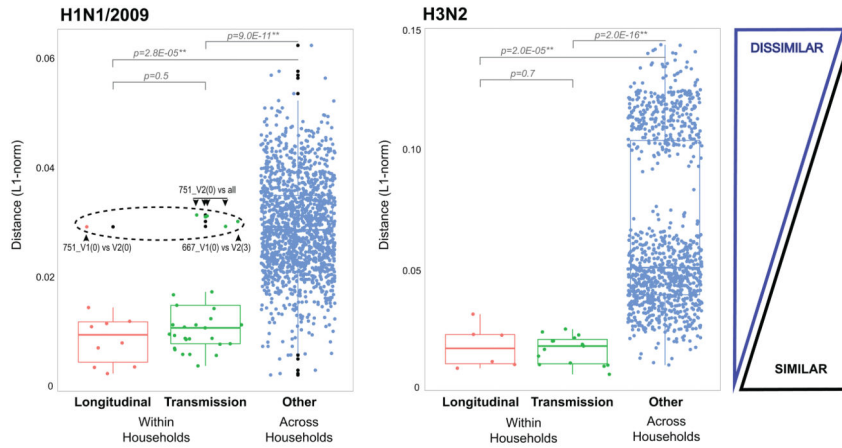 H1N1/2009
H3N2
Distance (L1-norm)
0.06
0.04
0.02
0
p=9.0E-11**
p=2.8E-05**
p=0.5
751_V2(0) vs all
751_V1(0) vs V2(0)
667_V1(0) vs V2(3)
Longitudinal
Transmission
Other
Within
Households
Across
Households
Distance (L1-norm)
0.15
0.10
0.05
0
p=2.0E-16**
p=2.0E-05**
p=0.7
Longitudinal
Transmission
Other
Within
Households
Across
Households
DISSIMILAR
SIMILAR